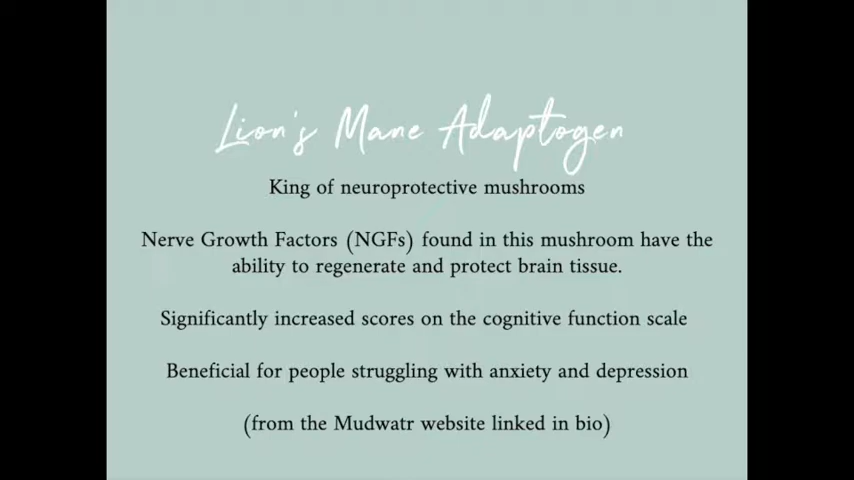 Lion's Mane Adaptogen
King of neuroprotective mushrooms
Nerve Growth Factors (NGFs) found in this mushroom have the
ability to regenerate and protect brain tissue.
Significantly increased scores on the cognitive function scale
Beneficial for people struggling with anxiety and depression
(from the Mudwatr website linked in bio)